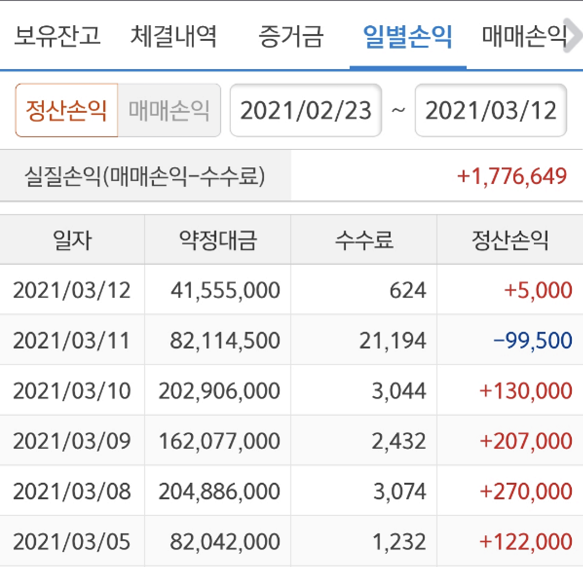 보유잔고 체결내역 증거금 일별손익 매매손익
정산손익 매매손익 2021/02/23 ~ 2021/03/12
실질손익(매매손익-수수료) +1,776,649
일자 약정대금 수수료 정산손익
2021/03/12 41,555,000 624 +5,000
2021/03/11 82,114,500 21,194 -99,500
2021/03/10 202,906,000 3,044 +130,000
2021/03/09 162,077,000 2,432 +207,000
2021/03/08 204,886,000 3,074 +270,000
2021/03/05 82,042,000 1,232 +122,000